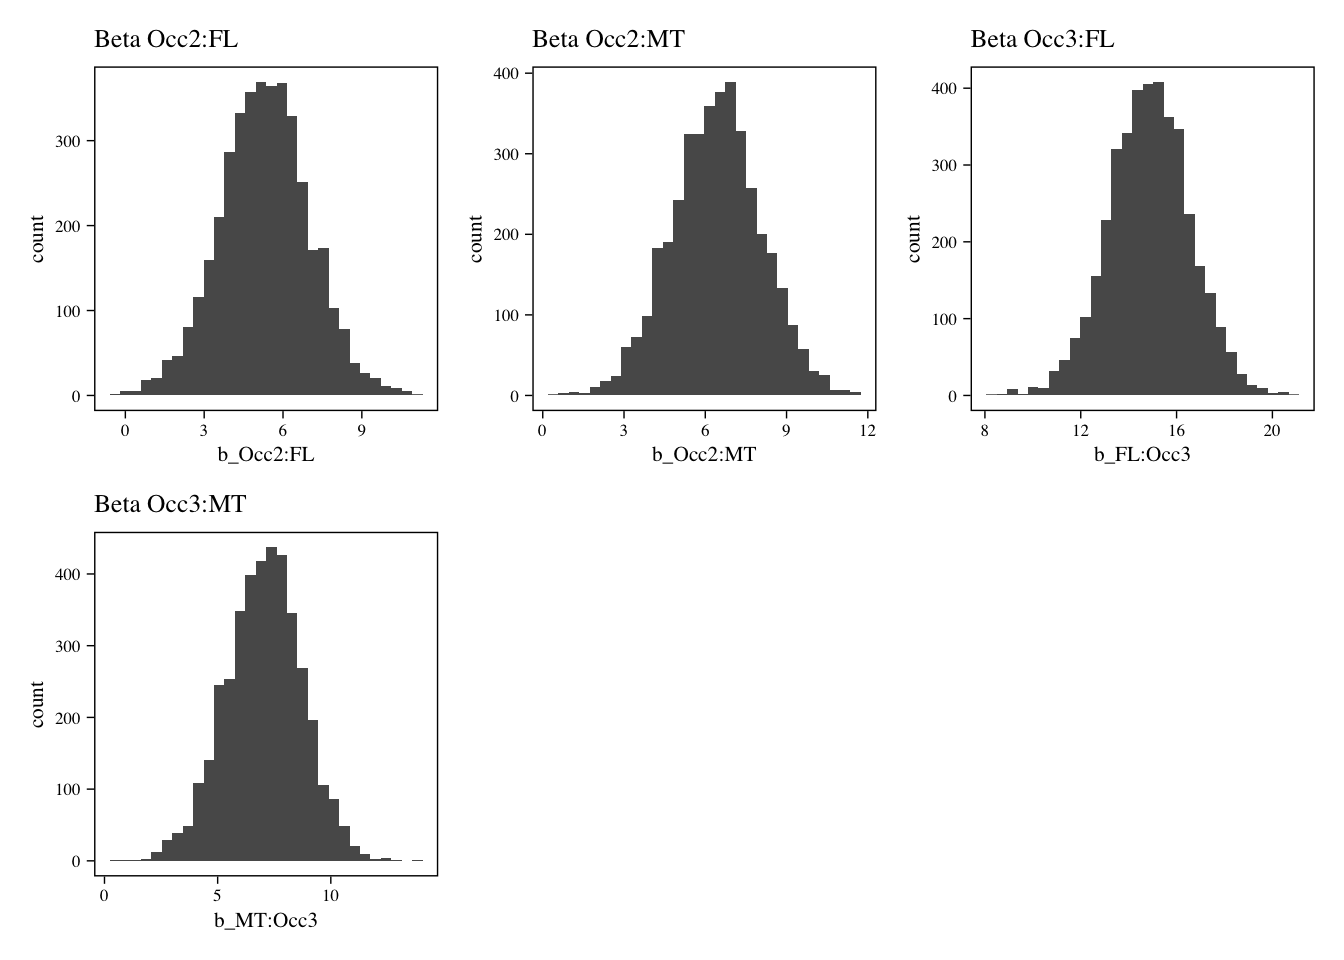 Beta Occ2:FL
Beta Occ2:MT
Beta Occ3:FL
count
300
200
100
0
0
3
6
9
b_Occ2:FL
count
400
300
200
100
0
0
3
6
9
12
b_Occ2:MT
count
400
300
200
100
0
8
12
16
20
b_FL:Occ3
Beta Occ3:MT
count
400
300
200
100
0
0
5
10
b_MT:Occ3